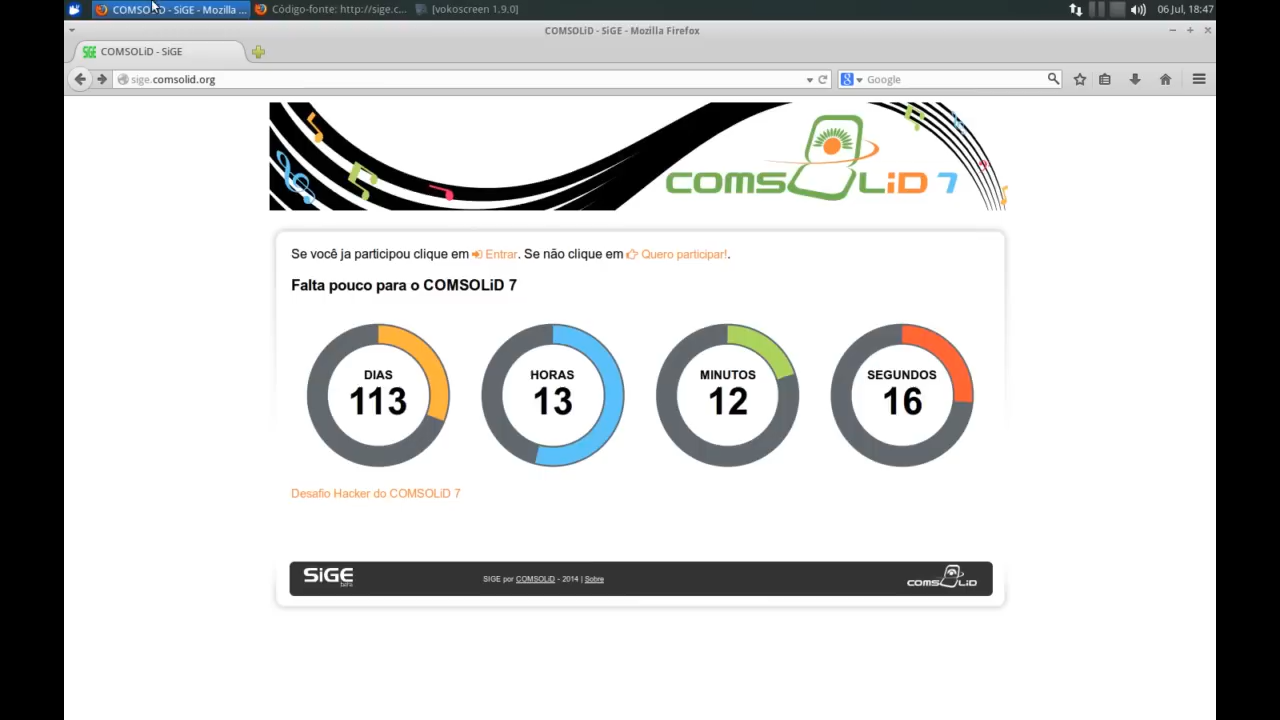 COMSOLiD - SiGE - Mozilla ...
Código-fonte: http://sige.c...
[vokoscreen 1.9.0]
06 Jul, 18:47
COMSOLiD - SiGE - Mozilla Firefox
COMSOLiD - SiGE
sige.comsolid.org
Google
COMSOLiD 7
Se você ja participou clique em Entrar. Se não clique em Quero participar!.
Falta pouco para o COMSOLiD 7
DIAS HORAS MINUTOS SEGUNDOS
113 13 12 16
Desafio Hacker do COMSOLiD 7
SiGE
beta
SIGE por COMSOLiD - 2014 | Sobre
COMSOLiD